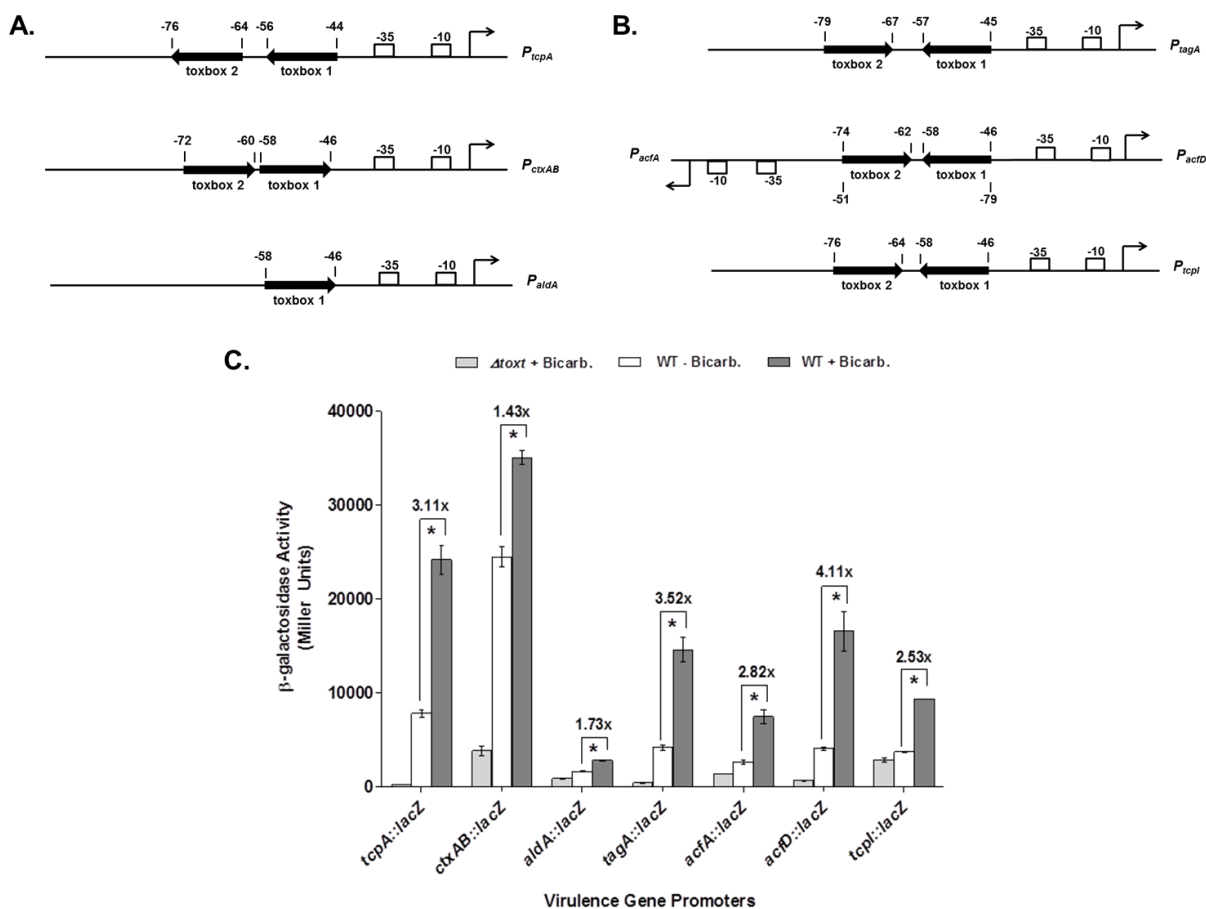 A.
-76 -64 -56 -44 -35 -10
toxbox 2 toxbox 1
PtcpA
-72 -60 -58 -46 -35 -10
toxbox 2 toxbox 1
PctxAB
-58 -46 -35 -10
toxbox 1
PaldA
B.
-79 -67 -57 -45 -35 -10
toxbox 2 toxbox 1
PtagA
-74 -62 -58 -46 -35 -10
PacfA
toxbox 2 toxbox 1
PacfD
-10 -35
-51 -79
-76 -64 -58 -46 -35 -10
toxbox 2 toxbox 1
PtcpI
C.
Δtoxt + Bicarb. WT - Bicarb. WT + Bicarb.
β-galactosidase Activity
(Miller Units)
40000
30000
20000
10000
0
3.11x
*
1.43x
*
1.73x
*
3.52x
*
2.82x
*
4.11x
*
2.53x
*
tcpA::lacZ
ctxAB::lacZ
aldA::lacZ
tagA::lacZ
acfA::lacZ
acfD::lacZ
tcpI::lacZ
Virulence Gene Promoters